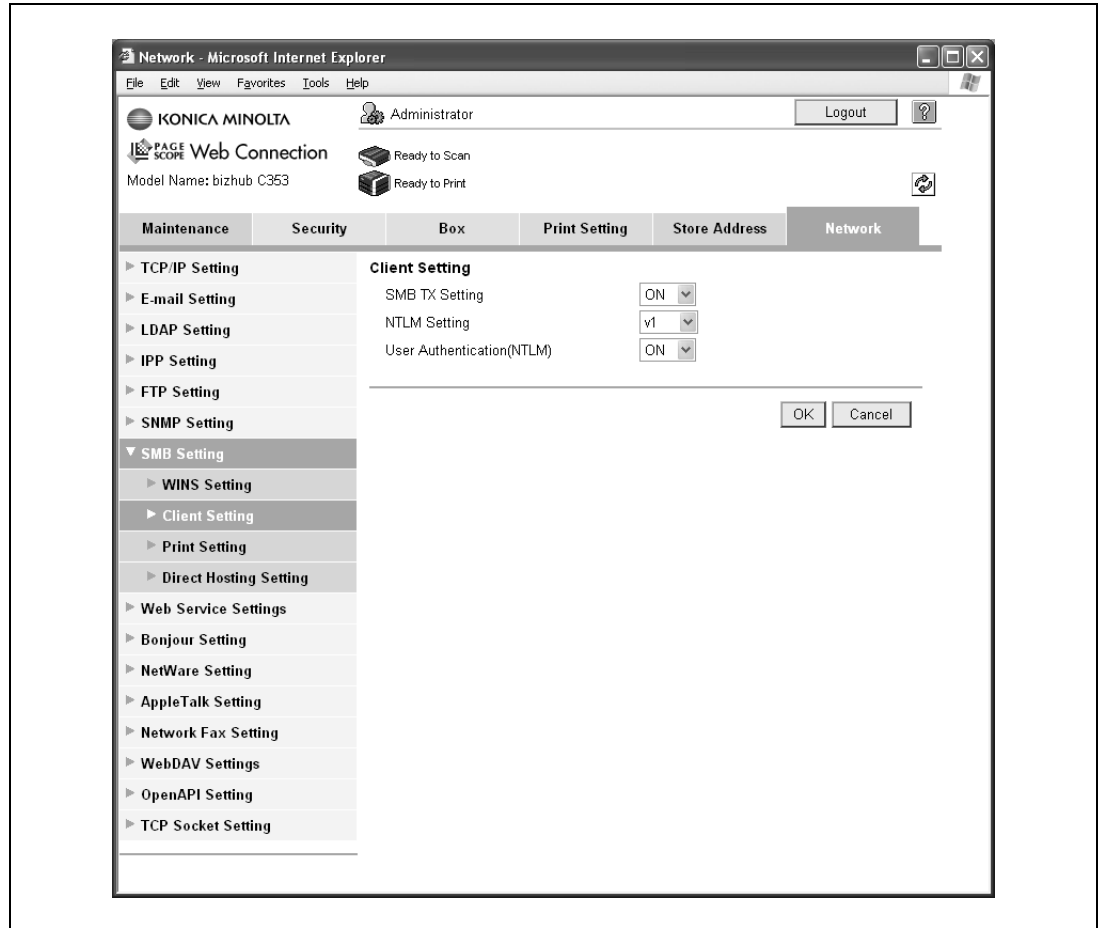 Network - Microsoft Internet Explorer
File Edit View Favorites Tools Help
KONICA MINOLTA
Administrator
Logout
?
PAGE SCOPE Web Connection
Ready to Scan
Model Name: bizhub C353
Ready to Print
Maintenance Security Box Print Setting Store Address Network
TCP/IP Setting
E-mail Setting
LDAP Setting
IPP Setting
FTP Setting
SNMP Setting
SMB Setting
WINS Setting
Client Setting
Print Setting
Direct Hosting Setting
Web Service Settings
Bonjour Setting
NetWare Setting
AppleTalk Setting
Network Fax Setting
WebDAV Settings
OpenAPI Setting
TCP Socket Setting
Client Setting
SMB TX Setting ON
NTLM Setting v1
User Authentication(NTLM) ON
OK Cancel